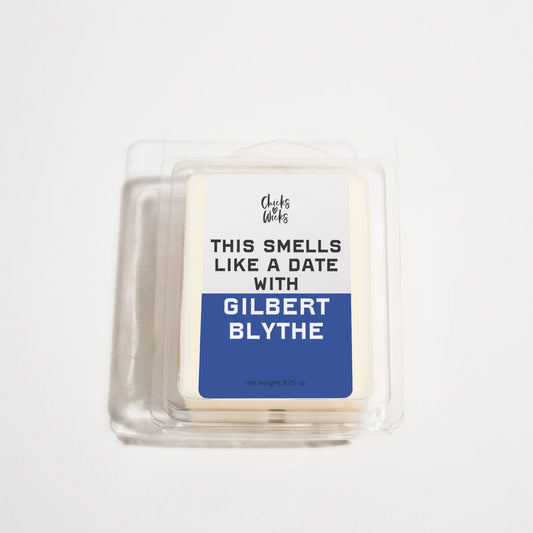 Chicks
Wicks
THIS SMELLS
LIKE A DATE
WITH
GILBERT
BLYTHE
net weight 2.75 oz